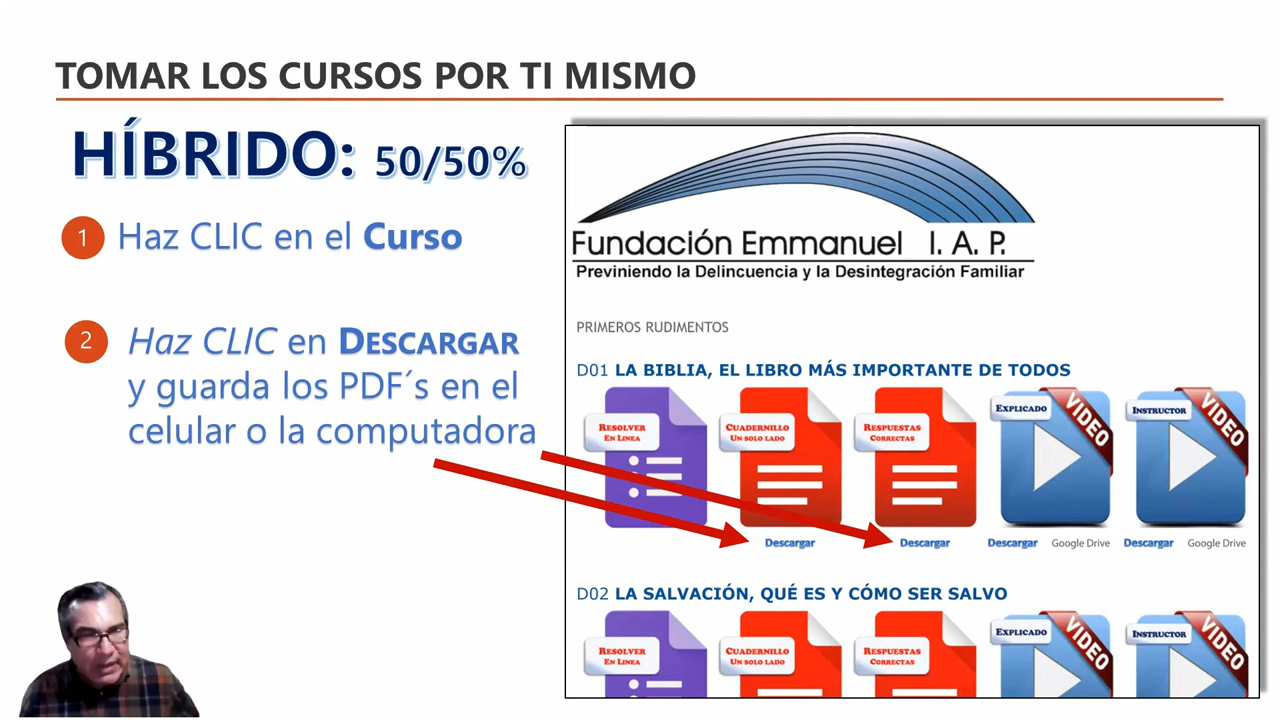 TOMAR LOS CURSOS POR TI MISMO
HÍBRIDO: 50/50%
1 Haz CLIC en el Curso
2 Haz CLIC en DESCARGAR
y guarda los PDF´s en el
celular o la computadora
Fundación Emmanuel I. A. P.
Previniendo la Delincuencia y la Desintegración Familiar
PRIMEROS RUDIMENTOS
D01 LA BIBLIA, EL LIBRO MÁS IMPORTANTE DE TODOS
RESOLVER
EN LINEA
CUADERNILLO
UN SOLO LADO
RESPUESTAS
CORRECTAS
EXPLICADO
VIDEO
INSTRUCTOR
VIDEO
Descargar
Descargar
Descargar Google Drive
Descargar Google Drive
D02 LA SALVACIÓN, QUÉ ES Y CÓMO SER SALVO
RESOLVER
EN LINEA
CUADERNILLO
UN SOLO LADO
RESPUESTAS
CORRECTAS
EXPLICADO
VIDEO
INSTRUCTOR
VIDEO